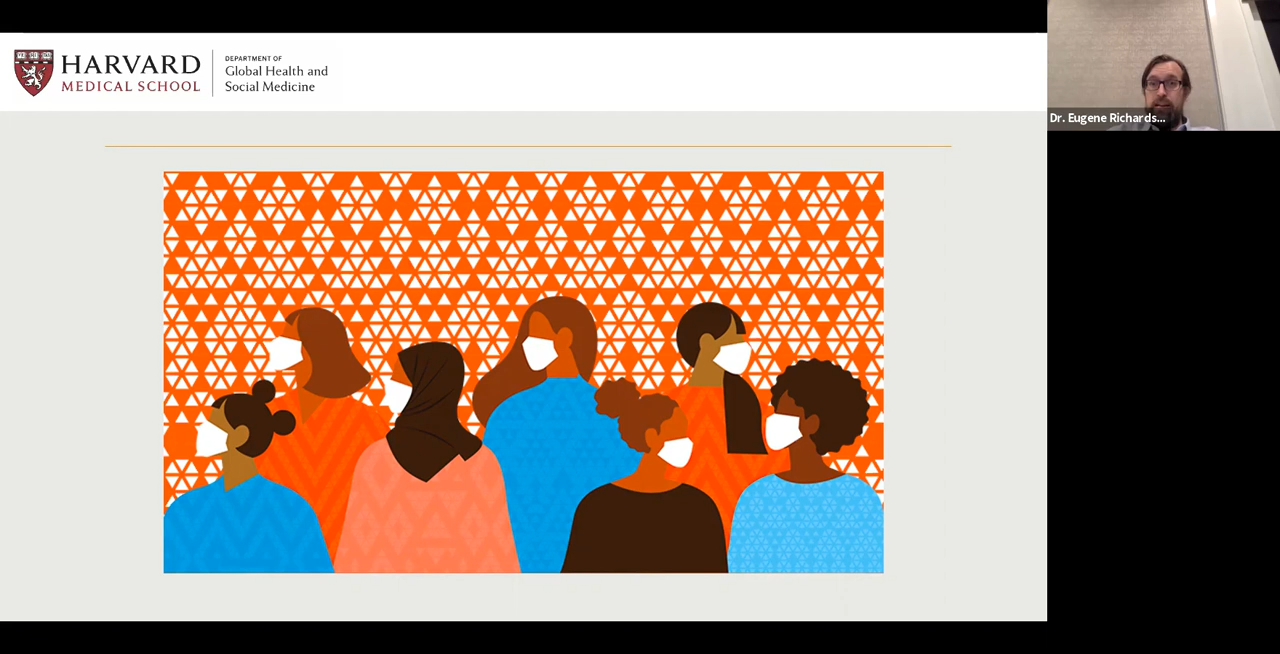 HARVARD
MEDICAL SCHOOL
DEPARTMENT OF
Global Health and
Social Medicine
Dr. Eugene Richards...